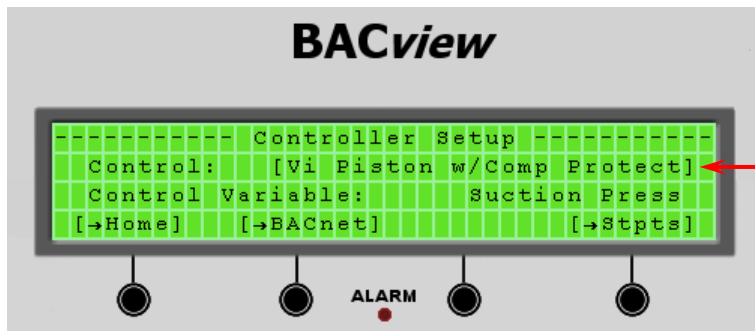 BACview
----------- Controller Setup -----------
Control: [Vi Piston w/Comp Protect]
Control Variable: Suction Press
[→Home] [→BACnet] [→Stpts]
ALARM